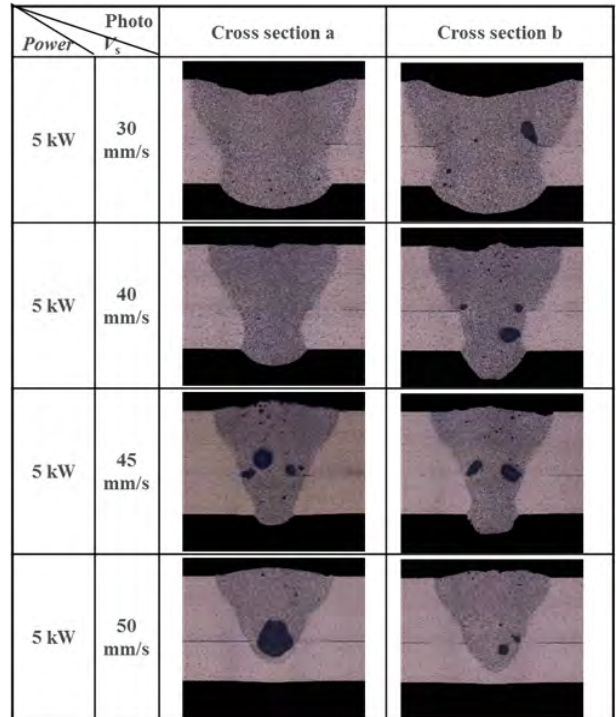 Photo
Power
Vs
Cross section a
Cross section b
5 kW
30
mm/s
5 kW
40
mm/s
5 kW
45
mm/s
5 kW
50
mm/s